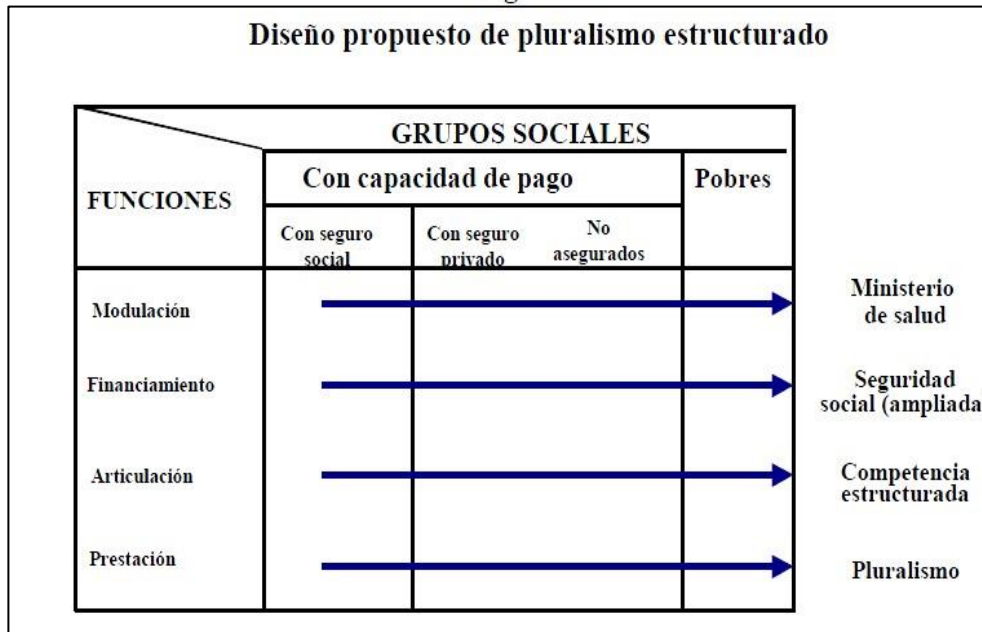 Diseño propuesto de pluralismo estructurado
GRUPOS SOCIALES
FUNCIONES
Con capacidad de pago
Pobres
Con seguro
social
Con seguro
privado
No
asegurados
Modulación
Ministerio
de salud
Financiamiento
Seguridad
social (ampliada
Articulación
Competencia
estructurada
Prestación
Pluralismo